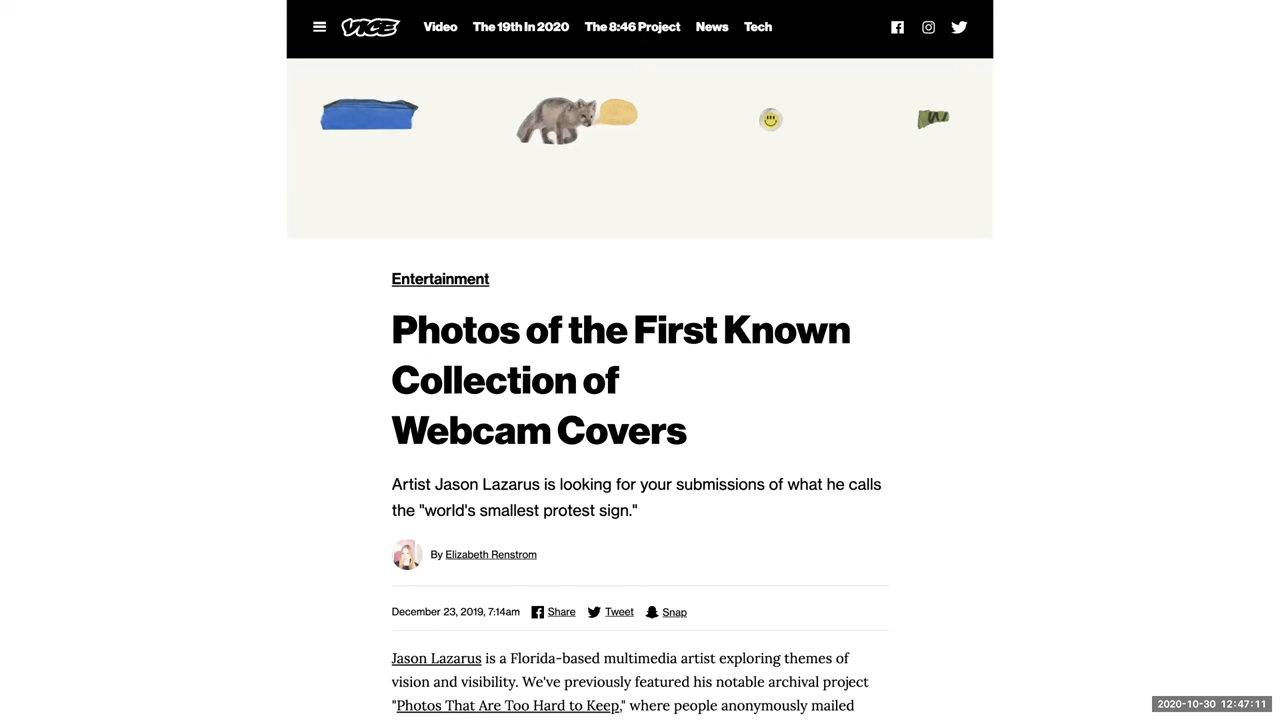 VICE Video The 19th In 2020 The 8:46 Project News Tech
Entertainment
Photos of the First Known
Collection of
Webcam Covers
Artist Jason Lazarus is looking for your submissions of what he calls
the "world's smallest protest sign."
By Elizabeth Renstrom
December 23, 2019, 7:14am Share Tweet Snap
Jason Lazarus is a Florida-based multimedia artist exploring themes of
vision and visibility. We've previously featured his notable archival project
"Photos That Are Too Hard to Keep," where people anonymously mailed
2020-10-30 12:47:11